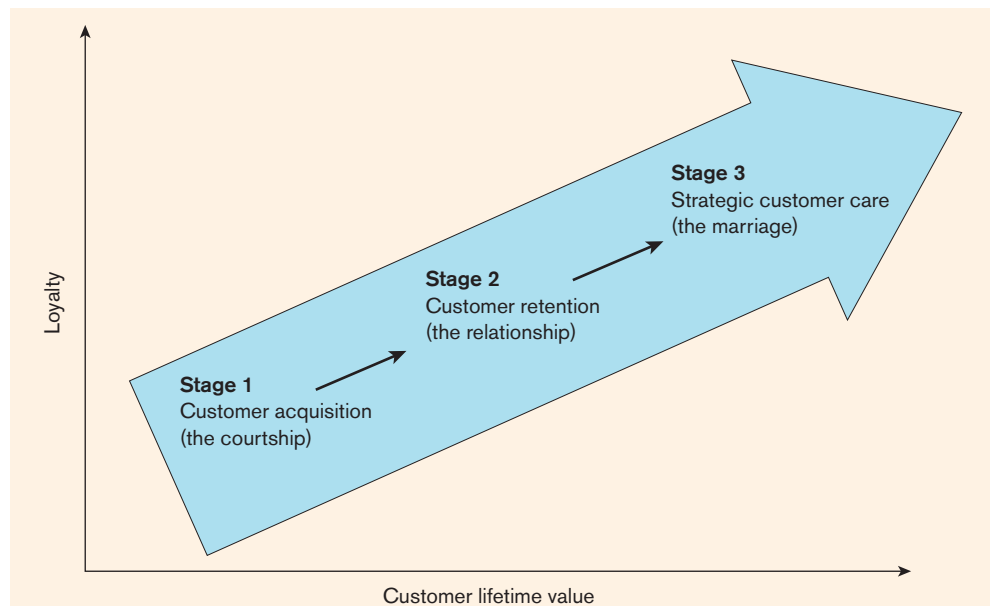 Loyalty
Stage 1
Customer acquisition
(the courtship)
Stage 2
Customer retention
(the relationship)
Stage 3
Strategic customer care
(the marriage)
Customer lifetime value